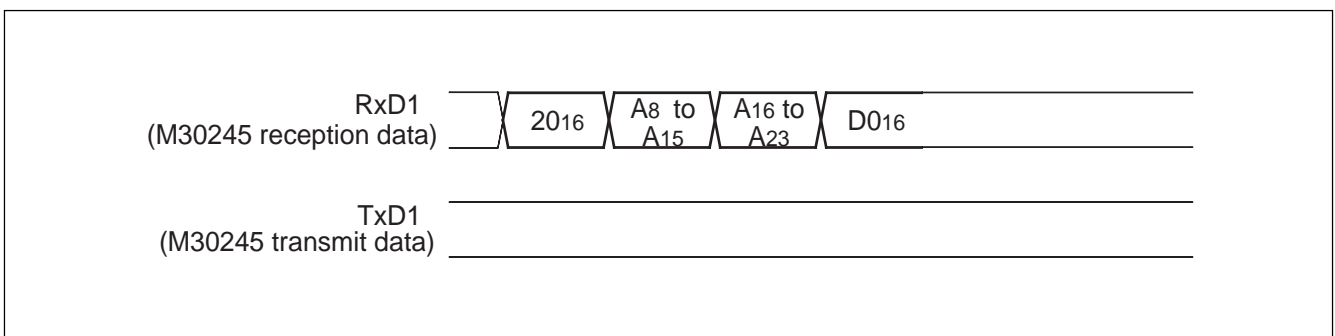 RxD1
(M30245 reception data)
2016
A8 to
A15
A16 to
A23
D016
TxD1
(M30245 transmit data)